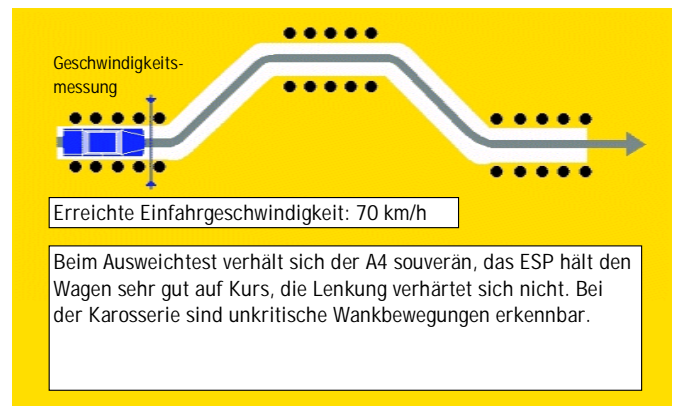 Geschwindigkeits-
messung
Erreichte Einfahrgeschwindigkeit: 70 km/h
Beim Ausweichtest verhält sich der A4 souverän, das ESP hält den
Wagen sehr gut auf Kurs, die Lenkung verhärtet sich nicht. Bei
der Karosserie sind unkritische Wankbewegungen erkennbar.